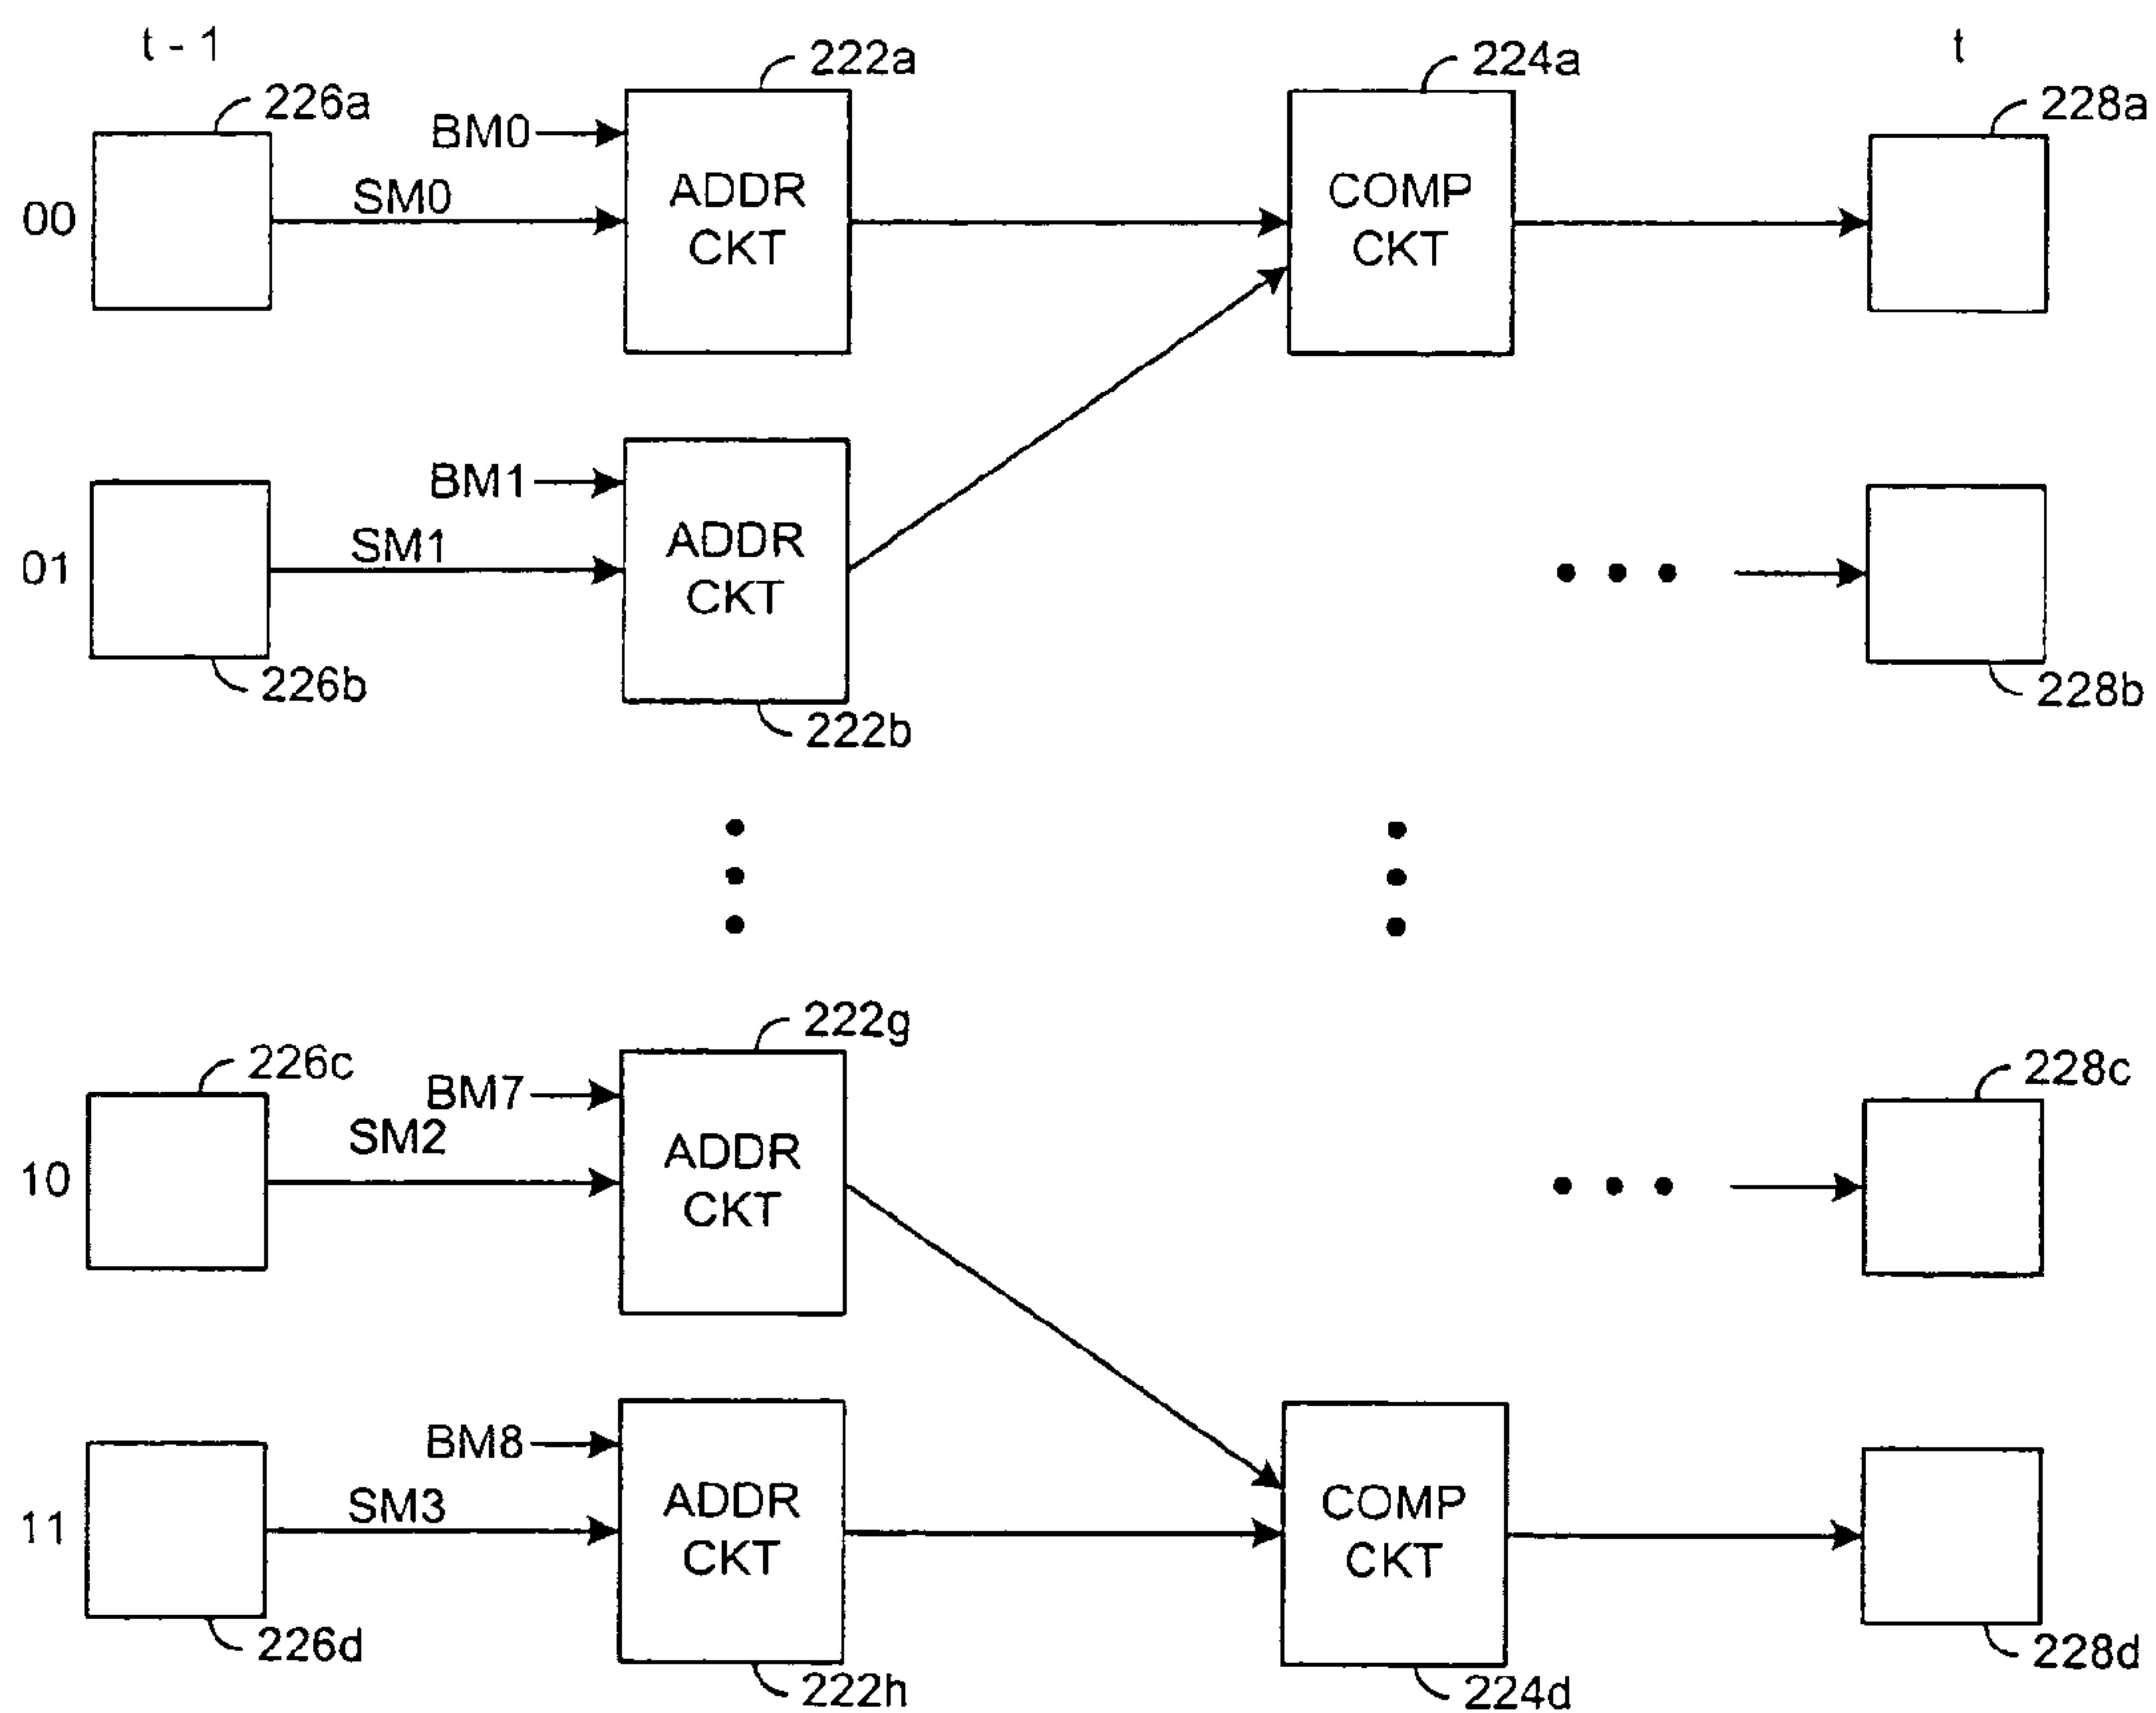 t - 1
t
222a
224a
226a
228a
BM0
SM0
00
ADDR
CKT
COMP
CKT
BM1
SM1
01
ADDR
CKT
226b
228b
222b
222g
226c
228c
BM7
SM2
10
ADDR
CKT
BM8
SM3
11
ADDR
CKT
COMP
CKT
226d
228d
222h
224d